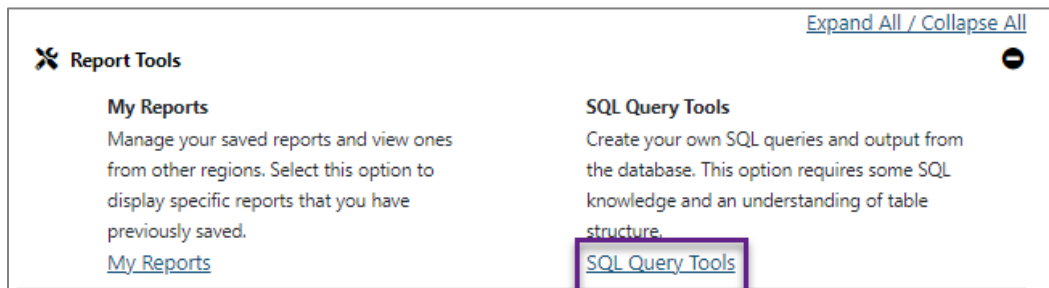 Expand All / Collapse All
Report Tools
My Reports
Manage your saved reports and view ones
from other regions. Select this option to
display specific reports that you have
previously saved.
My Reports
SQL Query Tools
Create your own SQL queries and output from
the database. This option requires some SQL
knowledge and an understanding of table
structure.
SQL Query Tools